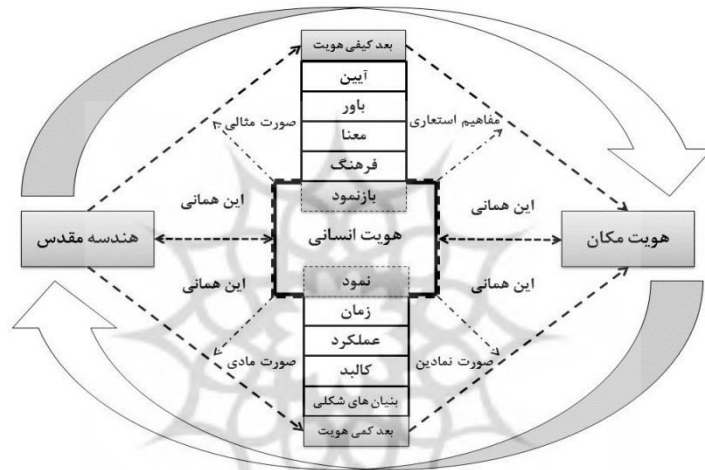 بعد کیفی هویت
آیین
باور
معنا
فرهنگ
بازنمود
مفاهیم استعاری
صورت مثالی
این همانی
این همانی
هویت مکان
هویت انسانی
هندسه مقدس
این همانی
این همانی
نمود
زمان
عملکرد
کالبد
بنیان های شکلی
بعد کمی هویت
صورت نمادین
صورت مادی